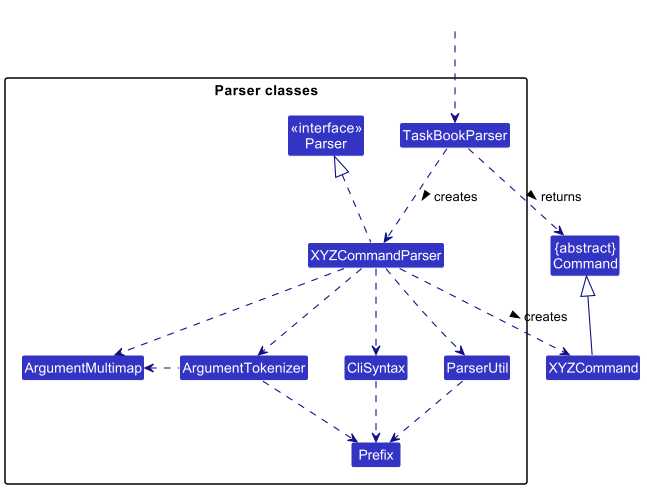 Parser classes
«interface»
Parser
TaskBookParser
creates
returns
XYZCommandParser
{abstract}
Command
creates
ArgumentMultimap
ArgumentTokenizer
CliSyntax
ParserUtil
XYZCommand
Prefix